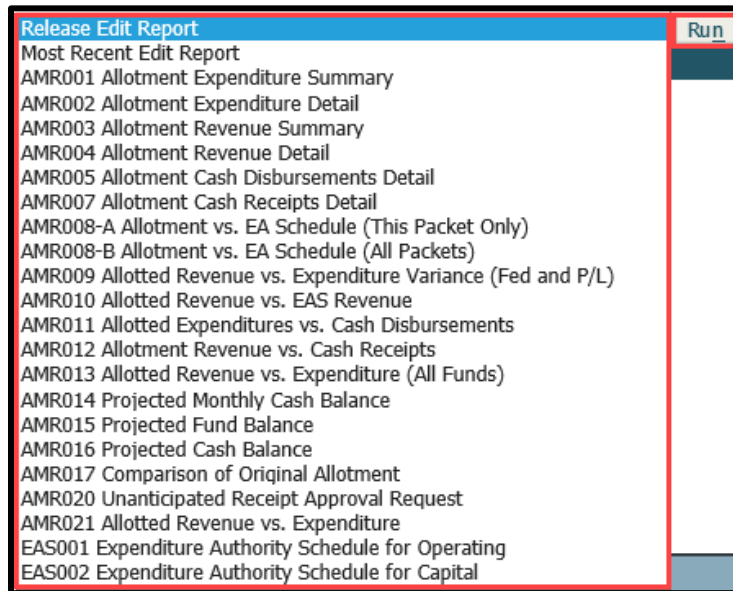 Release Edit Report
Run
Most Recent Edit Report
AMR001 Allotment Expenditure Summary
AMR002 Allotment Expenditure Detail
AMR003 Allotment Revenue Summary
AMR004 Allotment Revenue Detail
AMR005 Allotment Cash Disbursements Detail
AMR007 Allotment Cash Receipts Detail
AMR008-A Allotment vs. EA Schedule (This Packet Only)
AMR008-B Allotment vs. EA Schedule (All Packets)
AMR009 Allotted Revenue vs. Expenditure Variance (Fed and P/L)
AMR010 Allotted Revenue vs. EAS Revenue
AMR011 Allotted Expenditures vs. Cash Disbursements
AMR012 Allotment Revenue vs. Cash Receipts
AMR013 Allotted Revenue vs. Expenditure (All Funds)
AMR014 Projected Monthly Cash Balance
AMR015 Projected Fund Balance
AMR016 Projected Cash Balance
AMR017 Comparison of Original Allotment
AMR020 Unanticipated Receipt Approval Request
AMR021 Allotted Revenue vs. Expenditure
EAS001 Expenditure Authority Schedule for Operating
EAS002 Expenditure Authority Schedule for Capital